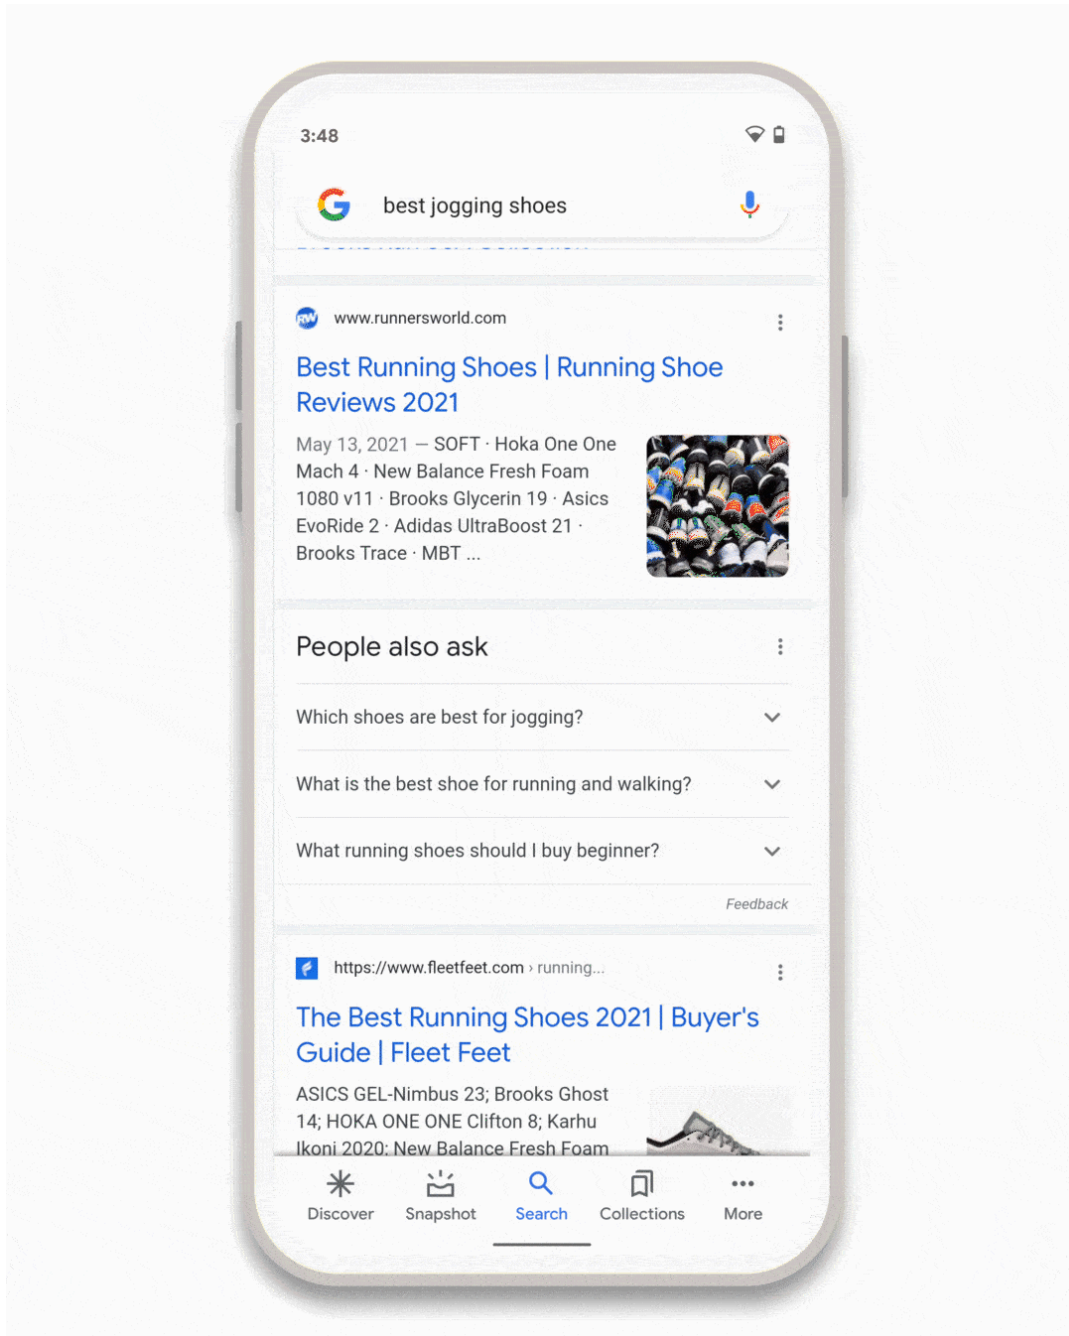 3:48
best jogging shoes
RW
www.runnersworld.com
Best Running Shoes | Running Shoe
Reviews 2021
May 13, 2021 — SOFT · Hoka One One
Mach 4 · New Balance Fresh Foam
1080 v11 · Brooks Glycerin 19 · Asics
EvoRide 2 · Adidas UltraBoost 21 ·
Brooks Trace · MBT ...
People also ask
Which shoes are best for jogging?
What is the best shoe for running and walking?
What running shoes should I buy beginner?
Feedback
https://www.fleetfeet.com › running...
The Best Running Shoes 2021 | Buyer's
Guide | Fleet Feet
ASICS GEL-Nimbus 23; Brooks Ghost
14; HOKA ONE ONE Clifton 8; Karhu
Ikoni 2020; New Balance Fresh Foam
Discover
Snapshot
Search
Collections
More